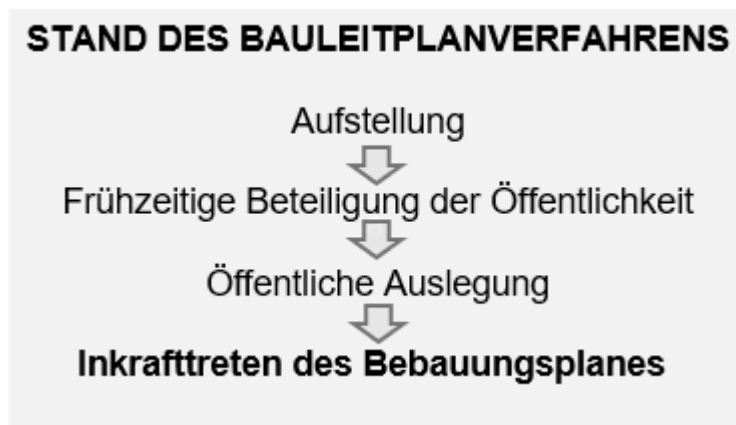 STAND DES BAULEITPLANVERFAHRENS
Aufstellung
Frühzeitige Beteiligung der Öffentlichkeit
Öffentliche Auslegung
Inkrafttreten des Bebauungsplanes